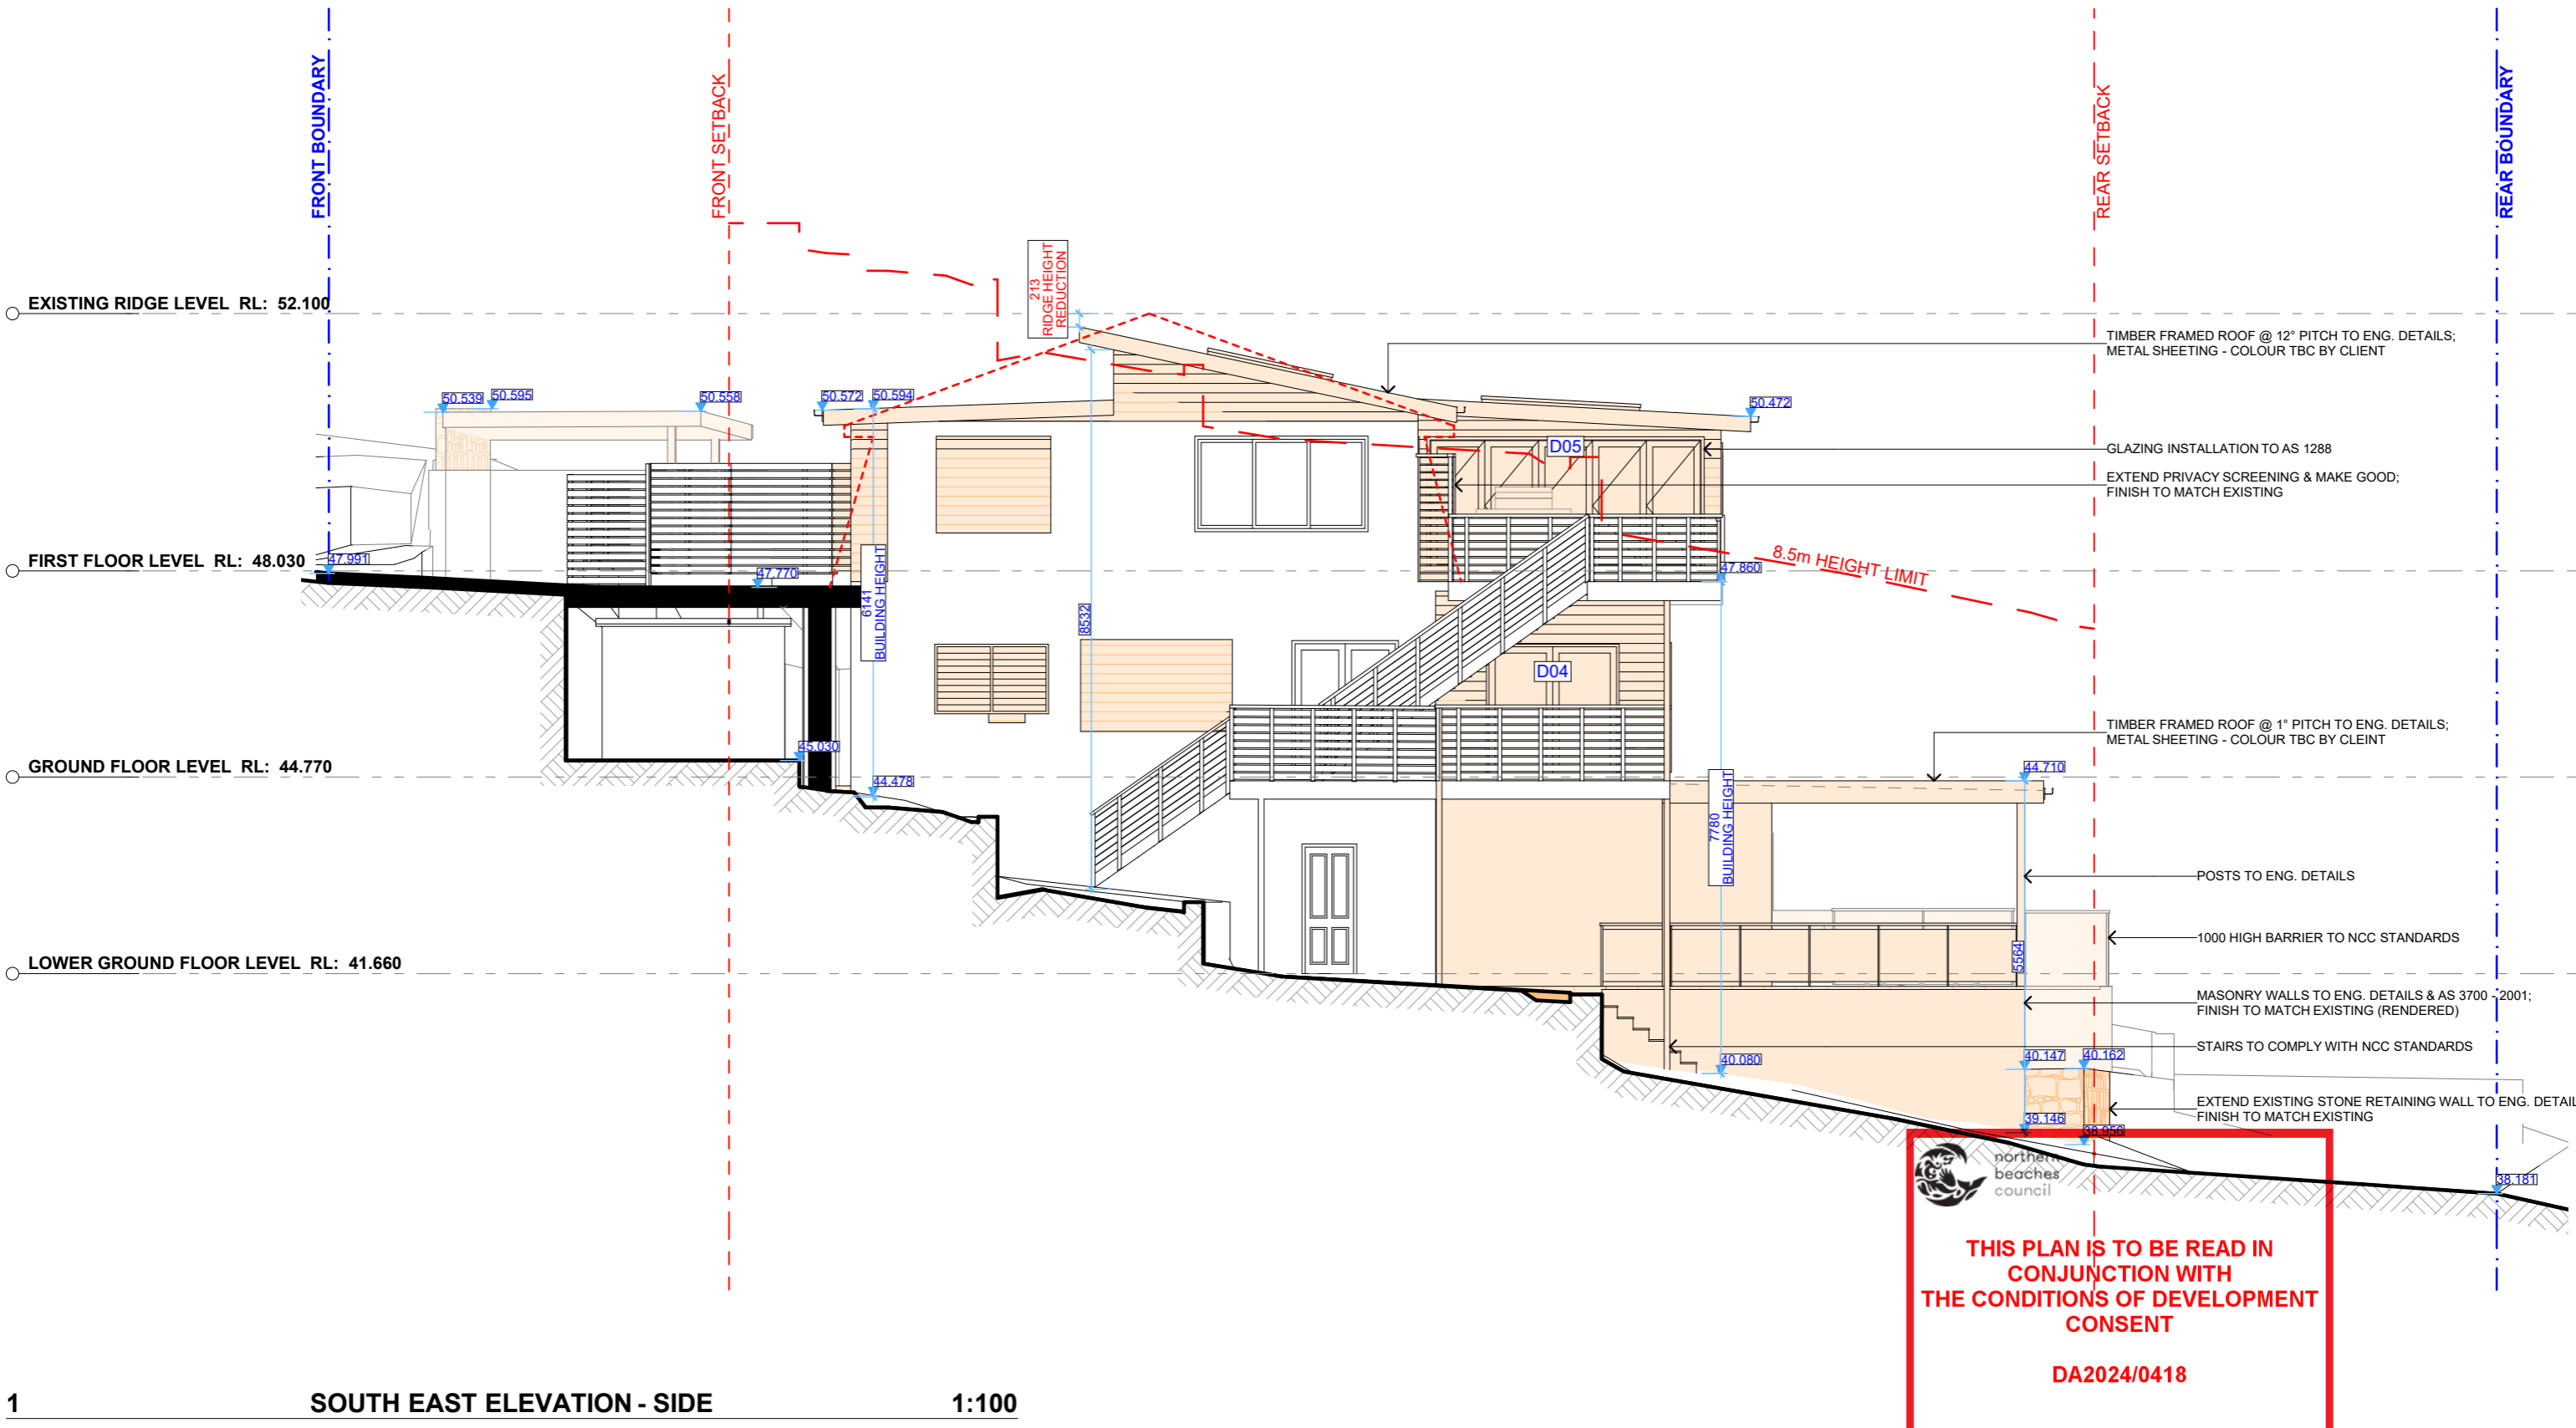 FRONT BOUNDARY
FRONT SETBACK
REAR SETBACK
REAR BOUNDARY
213
RIDGE HEIGHT
REDUCTION
EXISTING RIDGE LEVEL RL: 52.100
TIMBER FRAMED ROOF @ 12° PITCH TO ENG. DETAILS;
METAL SHEETING - COLOUR TBC BY CLIENT
50.539
50.595
50.558
50.572
50.594
50.472
D05
GLAZING INSTALLATION TO AS 1288
EXTEND PRIVACY SCREENING & MAKE GOOD;
FINISH TO MATCH EXISTING
FIRST FLOOR LEVEL RL: 48.030
47.991
47.770
6141
BUILDING HEIGHT
8532
47.860
8.5m HEIGHT LIMIT
D04
TIMBER FRAMED ROOF @ 1° PITCH TO ENG. DETAILS;
METAL SHEETING - COLOUR TBC BY CLEINT
45.030
GROUND FLOOR LEVEL RL: 44.770
44.478
44.710
7780
BUILDING HEIGHT
POSTS TO ENG. DETAILS
1000 HIGH BARRIER TO NCC STANDARDS
5564
LOWER GROUND FLOOR LEVEL RL: 41.660
MASONRY WALLS TO ENG. DETAILS & AS 3700 - 2001;
FINISH TO MATCH EXISTING (RENDERED)
STAIRS TO COMPLY WITH NCC STANDARDS
40.080
40.147
40.162
EXTEND EXISTING STONE RETAINING WALL TO ENG. DETAIL
FINISH TO MATCH EXISTING
39.146
38.956
38.181
northern
beaches
council
THIS PLAN IS TO BE READ IN
CONJUNCTION WITH
THE CONDITIONS OF DEVELOPMENT
CONSENT
DA2024/0418
1 SOUTH EAST ELEVATION - SIDE 1:100